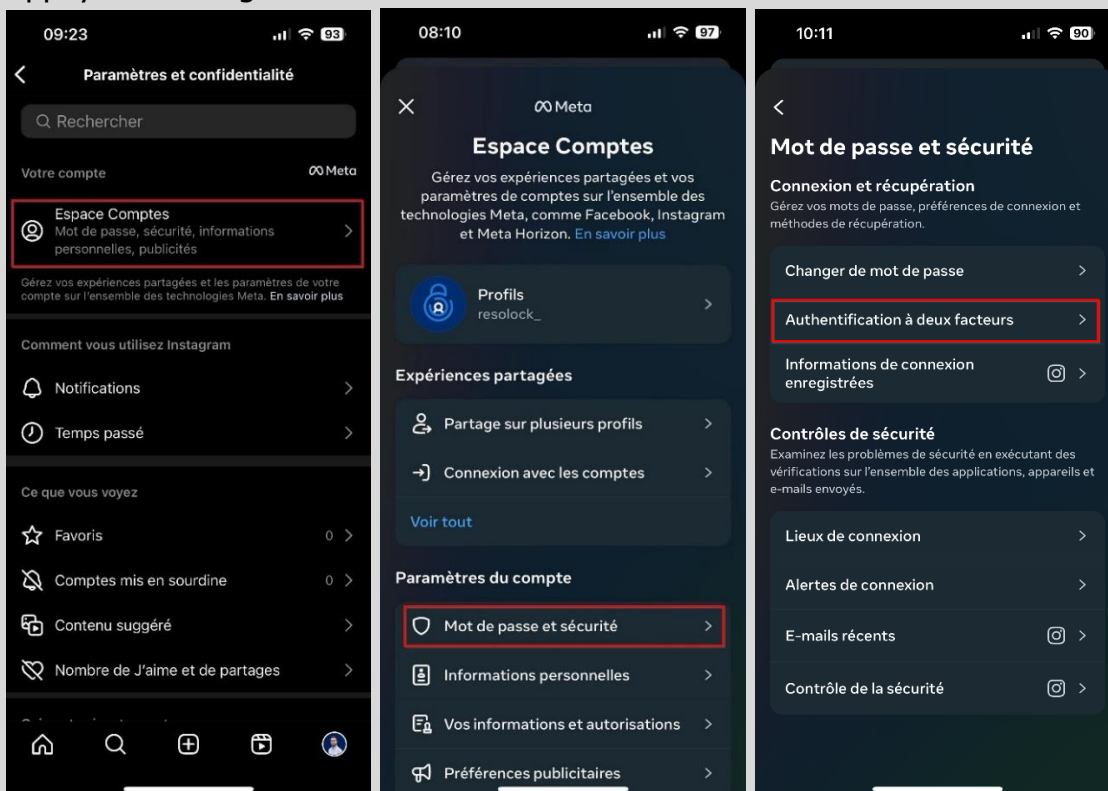 09:23
93
Paramètres et confidentialité
Rechercher
Votre compte
Meta
Espace Comptes
Mot de passe, sécurité, informations
personnelles, publicités
Gérez vos expériences partagées et les paramètres de votre
compte sur l'ensemble des technologies Meta. En savoir plus
Comment vous utilisez Instagram
Notifications
Temps passé
Ce que vous voyez
Favoris
0
Comptes mis en sourdine
0
Contenu suggéré
Nombre de J'aime et de partages
08:10
97
Meta
Espace Comptes
Gérez vos expériences partagées et vos
paramètres de comptes sur l'ensemble des
technologies Meta, comme Facebook, Instagram
et Meta Horizon. En savoir plus
Profils
resolock_
Expériences partagées
Partage sur plusieurs profils
Connexion avec les comptes
Voir tout
Paramètres du compte
Mot de passe et sécurité
Informations personnelles
Vos informations et autorisations
Préférences publicitaires
10:11
90
Mot de passe et sécurité
Connexion et récupération
Gérez vos mots de passe, préférences de connexion et
méthodes de récupération.
Changer de mot de passe
Authentification à deux facteurs
Informations de connexion
enregistrées
Contrôles de sécurité
Examinez les problèmes de sécurité en exécutant des
vérifications sur l'ensemble des applications, appareils et
e-mails envoyés.
Lieux de connexion
Alertes de connexion
E-mails récents
Contrôle de la sécurité